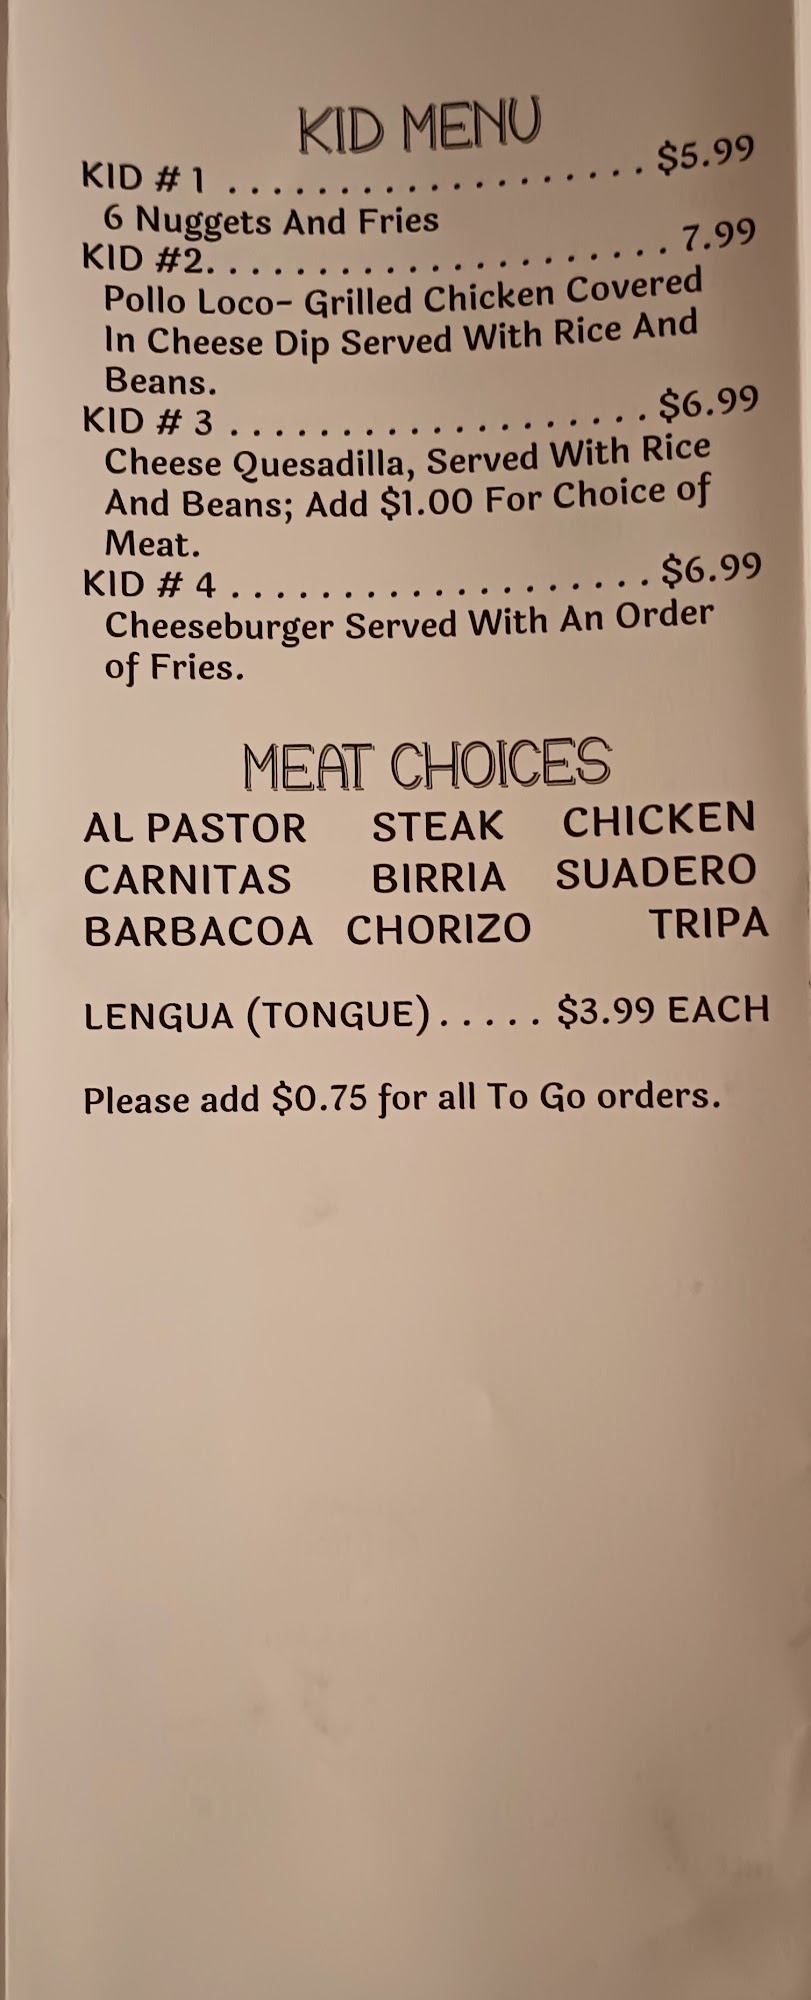 KID MENU
KID # 1 . . . . . . . . . . . . . . . . . . . $5.99
6 Nuggets And Fries
KID #2. . . . . . . . . . . . . . . . . . . . . 7.99
Pollo Loco- Grilled Chicken Covered
In Cheese Dip Served With Rice And
Beans.
KID # 3 . . . . . . . . . . . . . . . . . . . $6.99
Cheese Quesadilla, Served With Rice
And Beans; Add $1.00 For Choice of
Meat.
KID # 4 . . . . . . . . . . . . . . . . . . . $6.99
Cheeseburger Served With An Order
of Fries.
MEAT CHOICES
AL PASTOR STEAK CHICKEN
CARNITAS BIRRIA SUADERO
BARBACOA CHORIZO TRIPA
LENGUA (TONGUE) . . . . . $3.99 EACH
Please add $0.75 for all To Go orders.